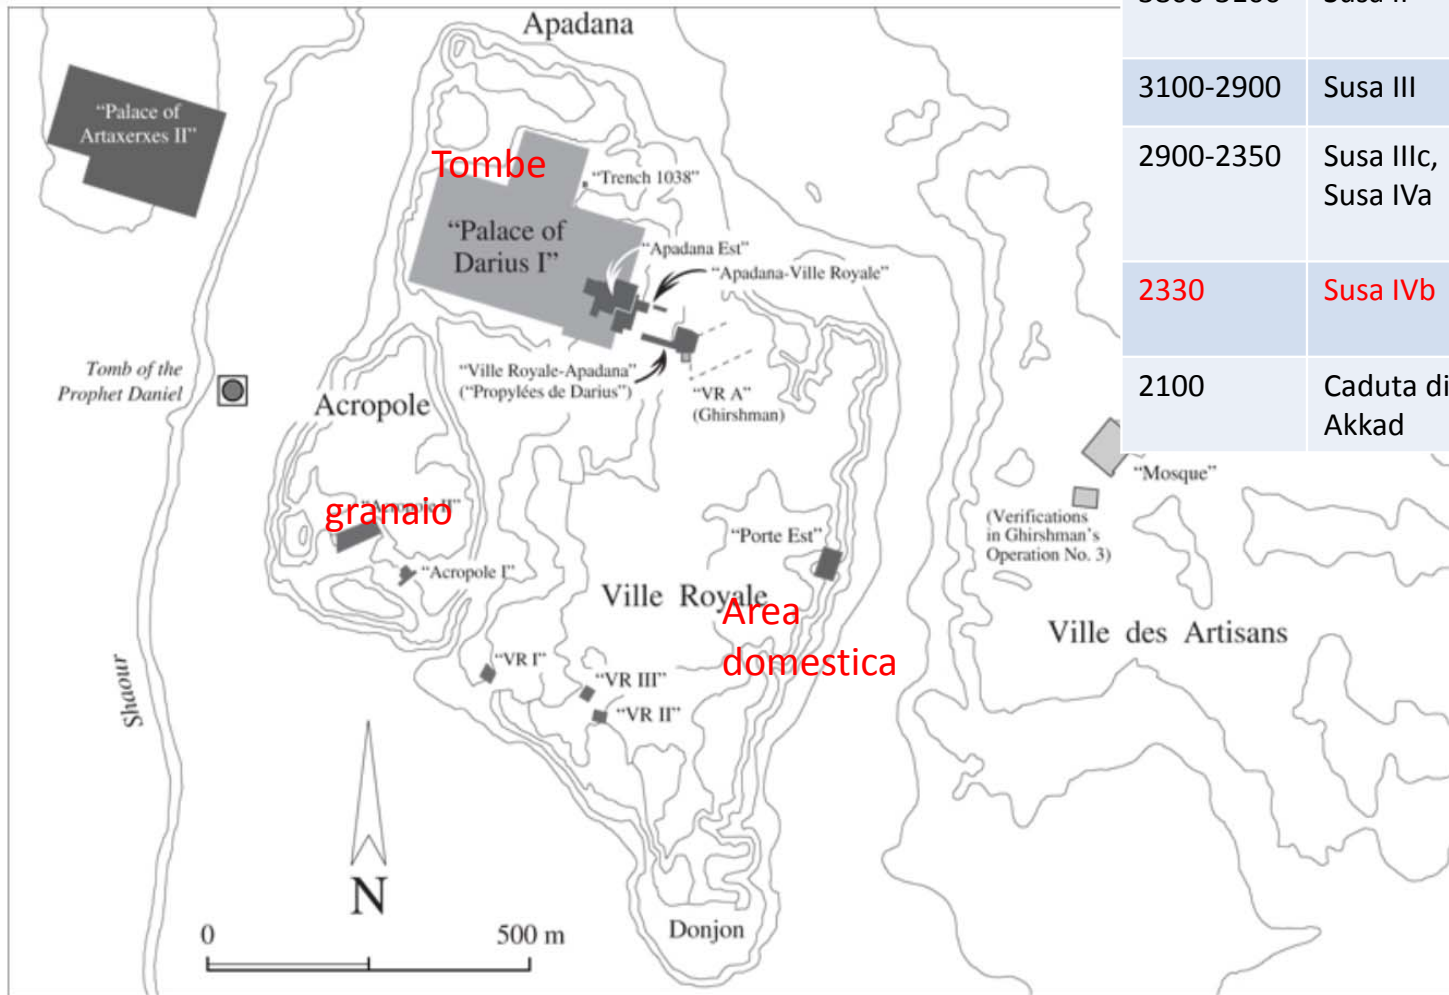 Apadana
"Palace of
Artaxerxes II"
Tombe
"Trench 1038"
"Palace of
Darius I"
"Apadana Est"
"Apadana-Ville Royale"
"Ville Royale-Apadana"
("Propylées de Darius")
"VR A"
(Ghirshman)
Tomb of the
Prophet Daniel
Acropole
"Acropole II"
granaio
"Acropole I"
"Porte Est"
Ville Royale
Area
domestica
"VR I"
"VR III"
"VR II"
Shaour
N
0 500 m
Donjon
"Mosque"
(Verifications
in Ghirshman's
Operation No. 3)
Ville des Artisans
3100-2900 Susa III
2900-2350 Susa IIIc,
Susa IVa
2330 Susa IVb
2100 Caduta di
Akkad